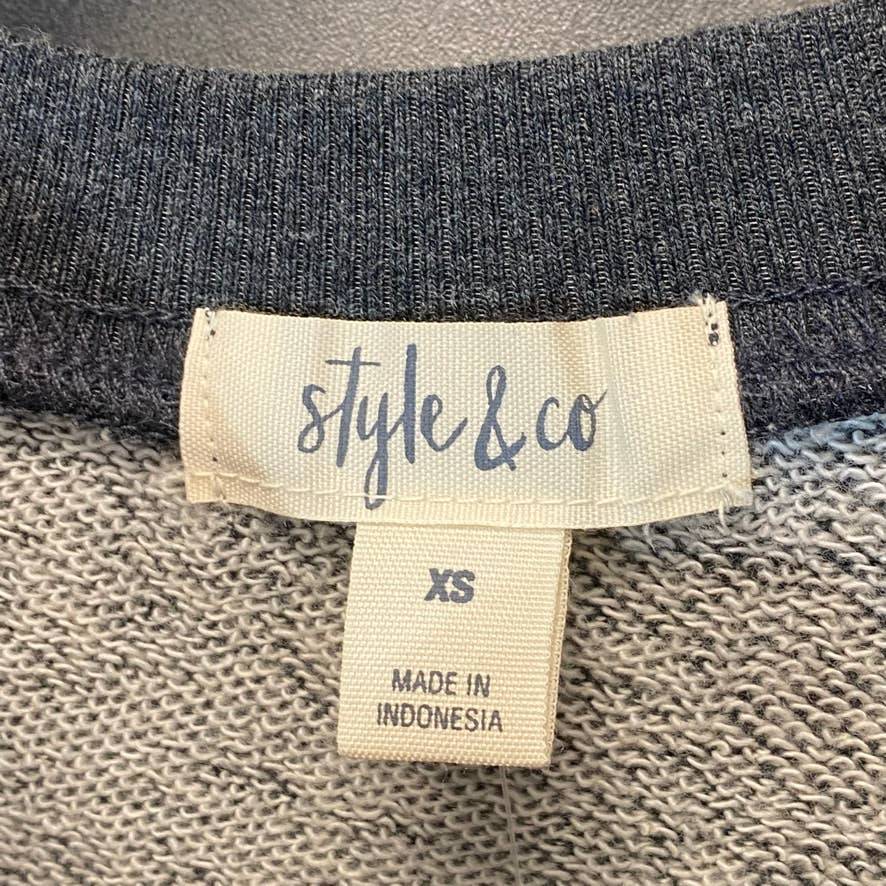 style & co
XS
MADE IN
INDONESIA